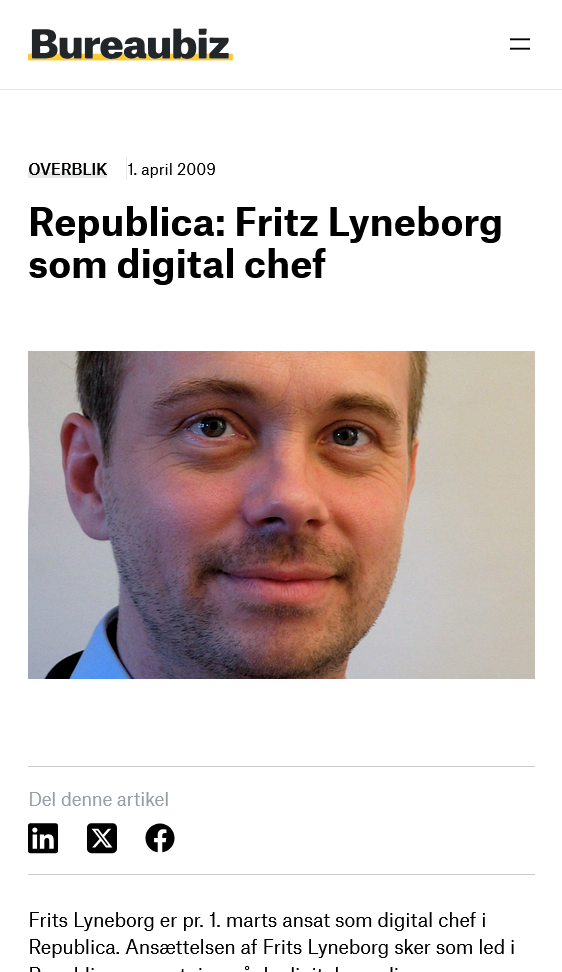 Bureaubiz
OVERBLIK 1. april 2009
Republica: Fritz Lyneborg
som digital chef
Del denne artikel
Frits Lyneborg er pr. 1. marts ansat som digital chef i
Republica. Ansættelsen af Frits Lyneborg sker som led i